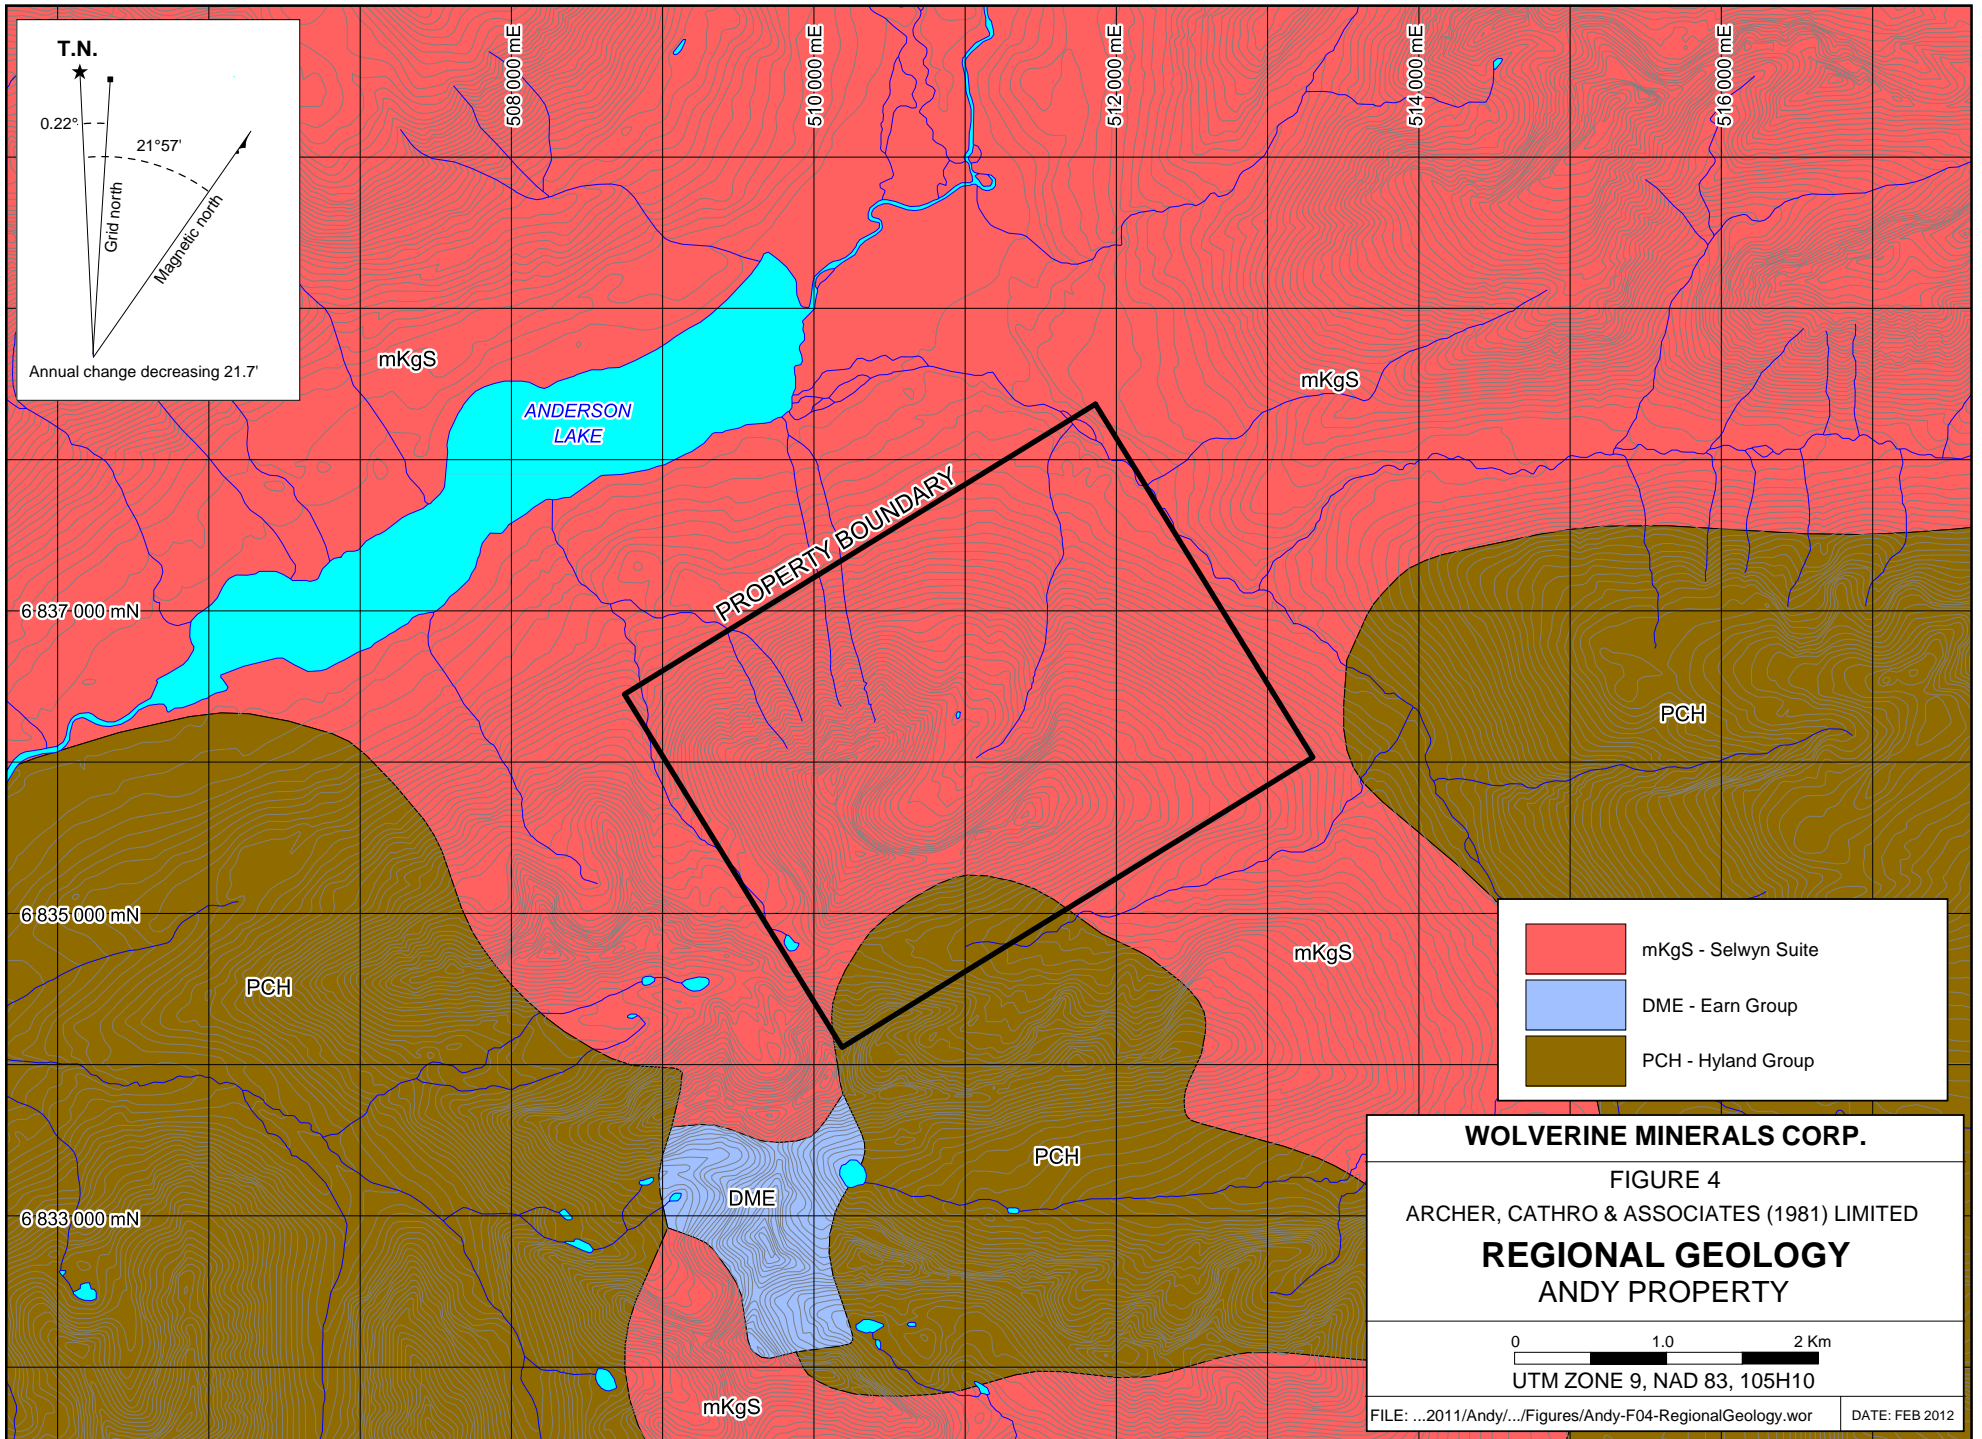 T.N.
0.22°
21°57'
Grid north
Magnetic north
Annual change decreasing 21.7'
508 000 mE
510 000 mE
512 000 mE
514 000 mE
516 000 mE
mKgS
ANDERSON
LAKE
mKgS
PROPERTY BOUNDARY
6 837 000 mN
PCH
6 835 000 mN
PCH
mKgS
mKgS - Selwyn Suite
DME - Earn Group
PCH - Hyland Group
PCH
DME
6 833 000 mN
mKgS
WOLVERINE MINERALS CORP.
FIGURE 4
ARCHER, CATHRO & ASSOCIATES (1981) LIMITED
REGIONAL GEOLOGY
ANDY PROPERTY
0 1.0 2 Km
UTM ZONE 9, NAD 83, 105H10
FILE: ...2011/Andy/.../Figures/Andy-F04-RegionalGeology.wor
DATE: FEB 2012